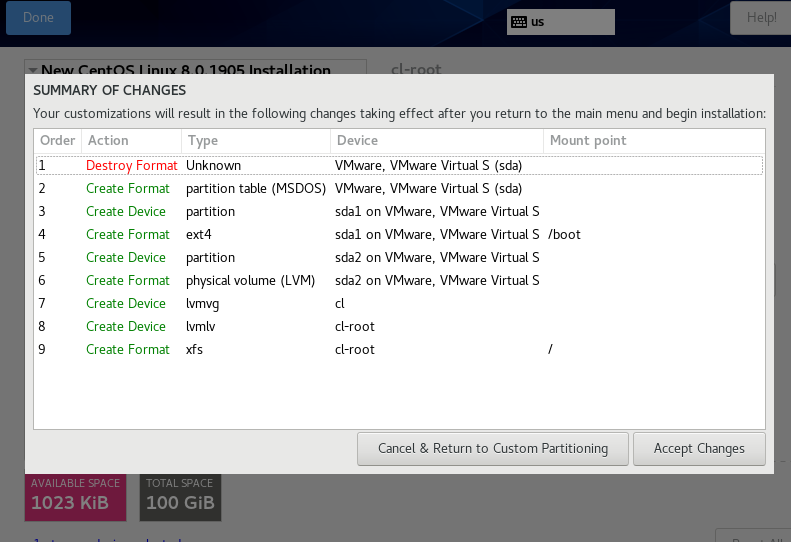 Done
us
Help!
New CentOS Linux 8.0.1905 Installation
cl-root
SUMMARY OF CHANGES
Your customizations will result in the following changes taking effect after you return to the main menu and begin installation:
Order Action Type Device Mount point
1 Destroy Format Unknown VMware, VMware Virtual S (sda)
2 Create Format partition table (MSDOS) VMware, VMware Virtual S (sda)
3 Create Device partition sda1 on VMware, VMware Virtual S
4 Create Format ext4 sda1 on VMware, VMware Virtual S /boot
5 Create Device partition sda2 on VMware, VMware Virtual S
6 Create Format physical volume (LVM) sda2 on VMware, VMware Virtual S
7 Create Device lvmvg cl
8 Create Device lvmlv cl-root
9 Create Format xfs cl-root /
Cancel & Return to Custom Partitioning Accept Changes
AVAILABLE SPACE
1023 KiB
TOTAL SPACE
100 GiB